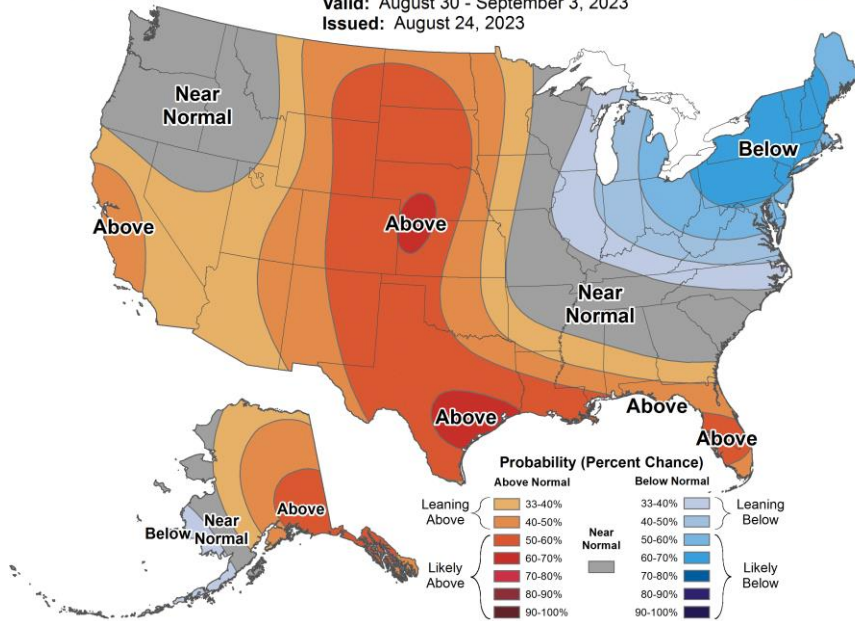 Valid: August 30 - September 3, 2023
Issued: August 24, 2023
Near
Normal
Below
Above
Above
Near
Normal
Above
Above
Above
Above
Below
Near
Normal
Probability (Percent Chance)
Above Normal
Below Normal
Leaning
Above
33-40%
40-50%
Likely
Above
50-60%
60-70%
70-80%
80-90%
90-100%
Near
Normal
33-40%
40-50%
Leaning
Below
50-60%
60-70%
70-80%
80-90%
90-100%
Likely
Below